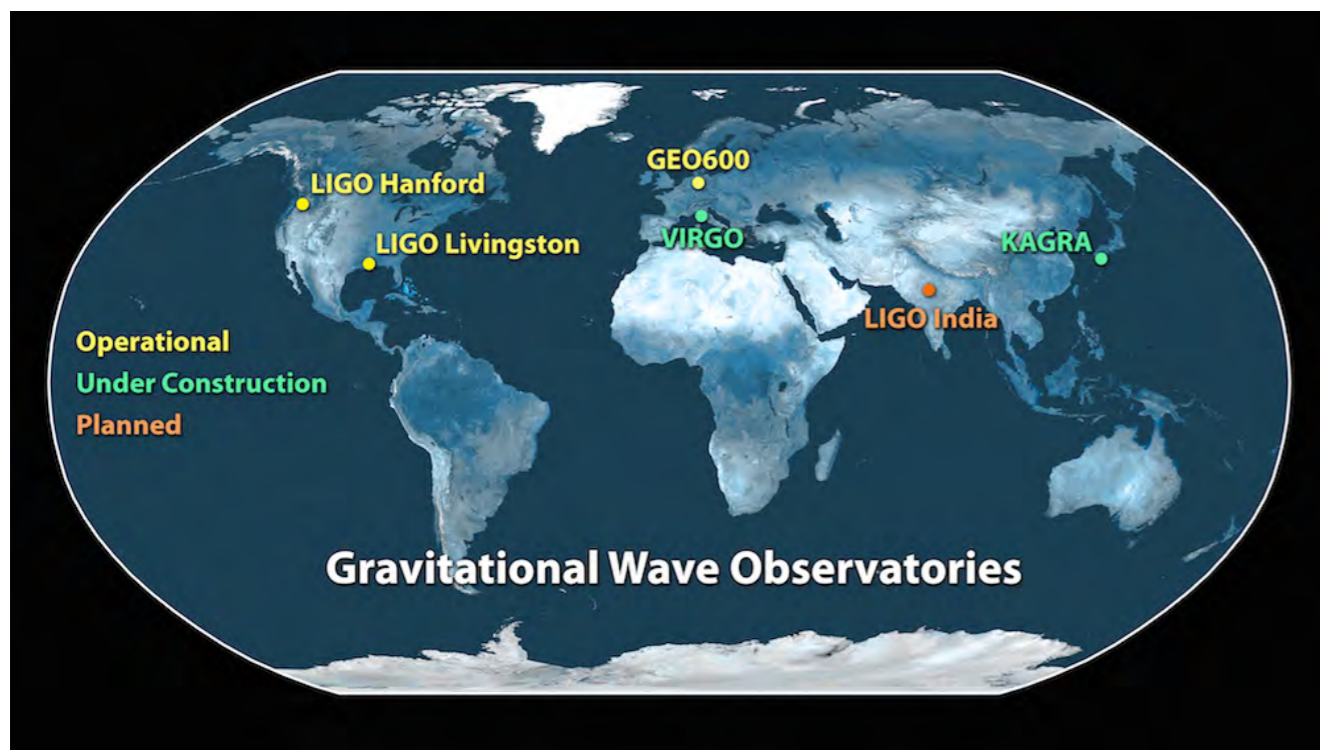 GEO600
LIGO Hanford
VIRGO
KAGRA
LIGO Livingston
LIGO India
Operational
Under Construction
Planned
Gravitational Wave Observatories